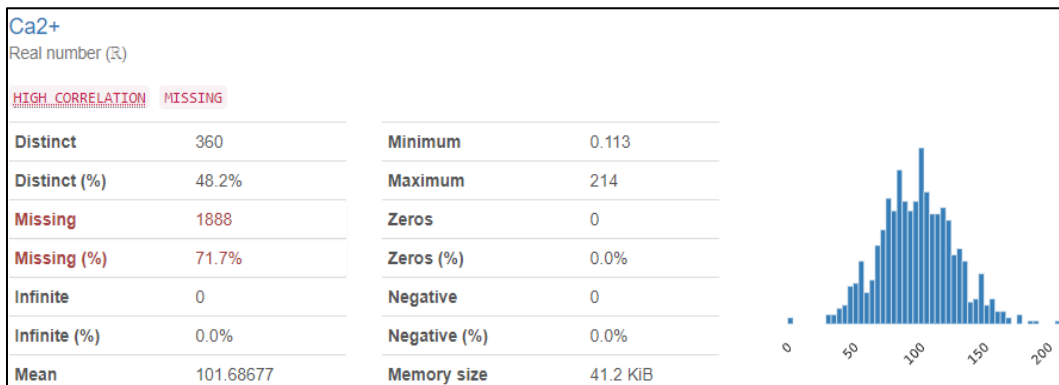 Ca2+
Real number (ℝ)
HIGH CORRELATION MISSING
Distinct 360 Minimum 0.113
Distinct (%) 48.2% Maximum 214
Missing 1888 Zeros 0
Missing (%) 71.7% Zeros (%) 0.0%
Infinite 0 Negative 0
Infinite (%) 0.0% Negative (%) 0.0%
Mean 101.68677 Memory size 41.2 KiB
0 50 100 150 200